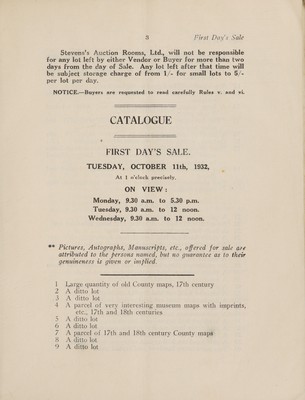 3 First Day's Sale
Stevens's Auction Rooms, Ltd., will not be responsible
for any lot left by either Vendor or Buyer for more than two
days from the day of Sale. Any lot left after that time will
be subject storage charge of from 1/- for small lots to 5/-
per lot per day.
NOTICE.—Buyers are requested to read carefully Rules v. and vi.
CATALOGUE
FIRST DAY'S SALE.
TUESDAY, OCTOBER 11th, 1932,
At 1 o'clock precisely.
ON VIEW :
Monday, 9.30 a.m. to 5.30 p.m.
Tuesday, 9.30 a.m. to 12 noon.
Wednesday, 9.30 a.m. to 12 noon.
** Pictures, Autographs, Manuscripts, etc., offered for sale are
attributed to the persons named, but no guarantee as to their
genuineness is given or implied.
1 Large quantity of old County maps, 17th century
2 A ditto lot
3 A ditto lot
4 A parcel of very interesting museum maps with imprints,
etc., 17th and 18th centuries
5 A ditto lot
6 A ditto lot
7 A parcel of 17th and 18th century County maps
8 A ditto lot
9 A ditto lot